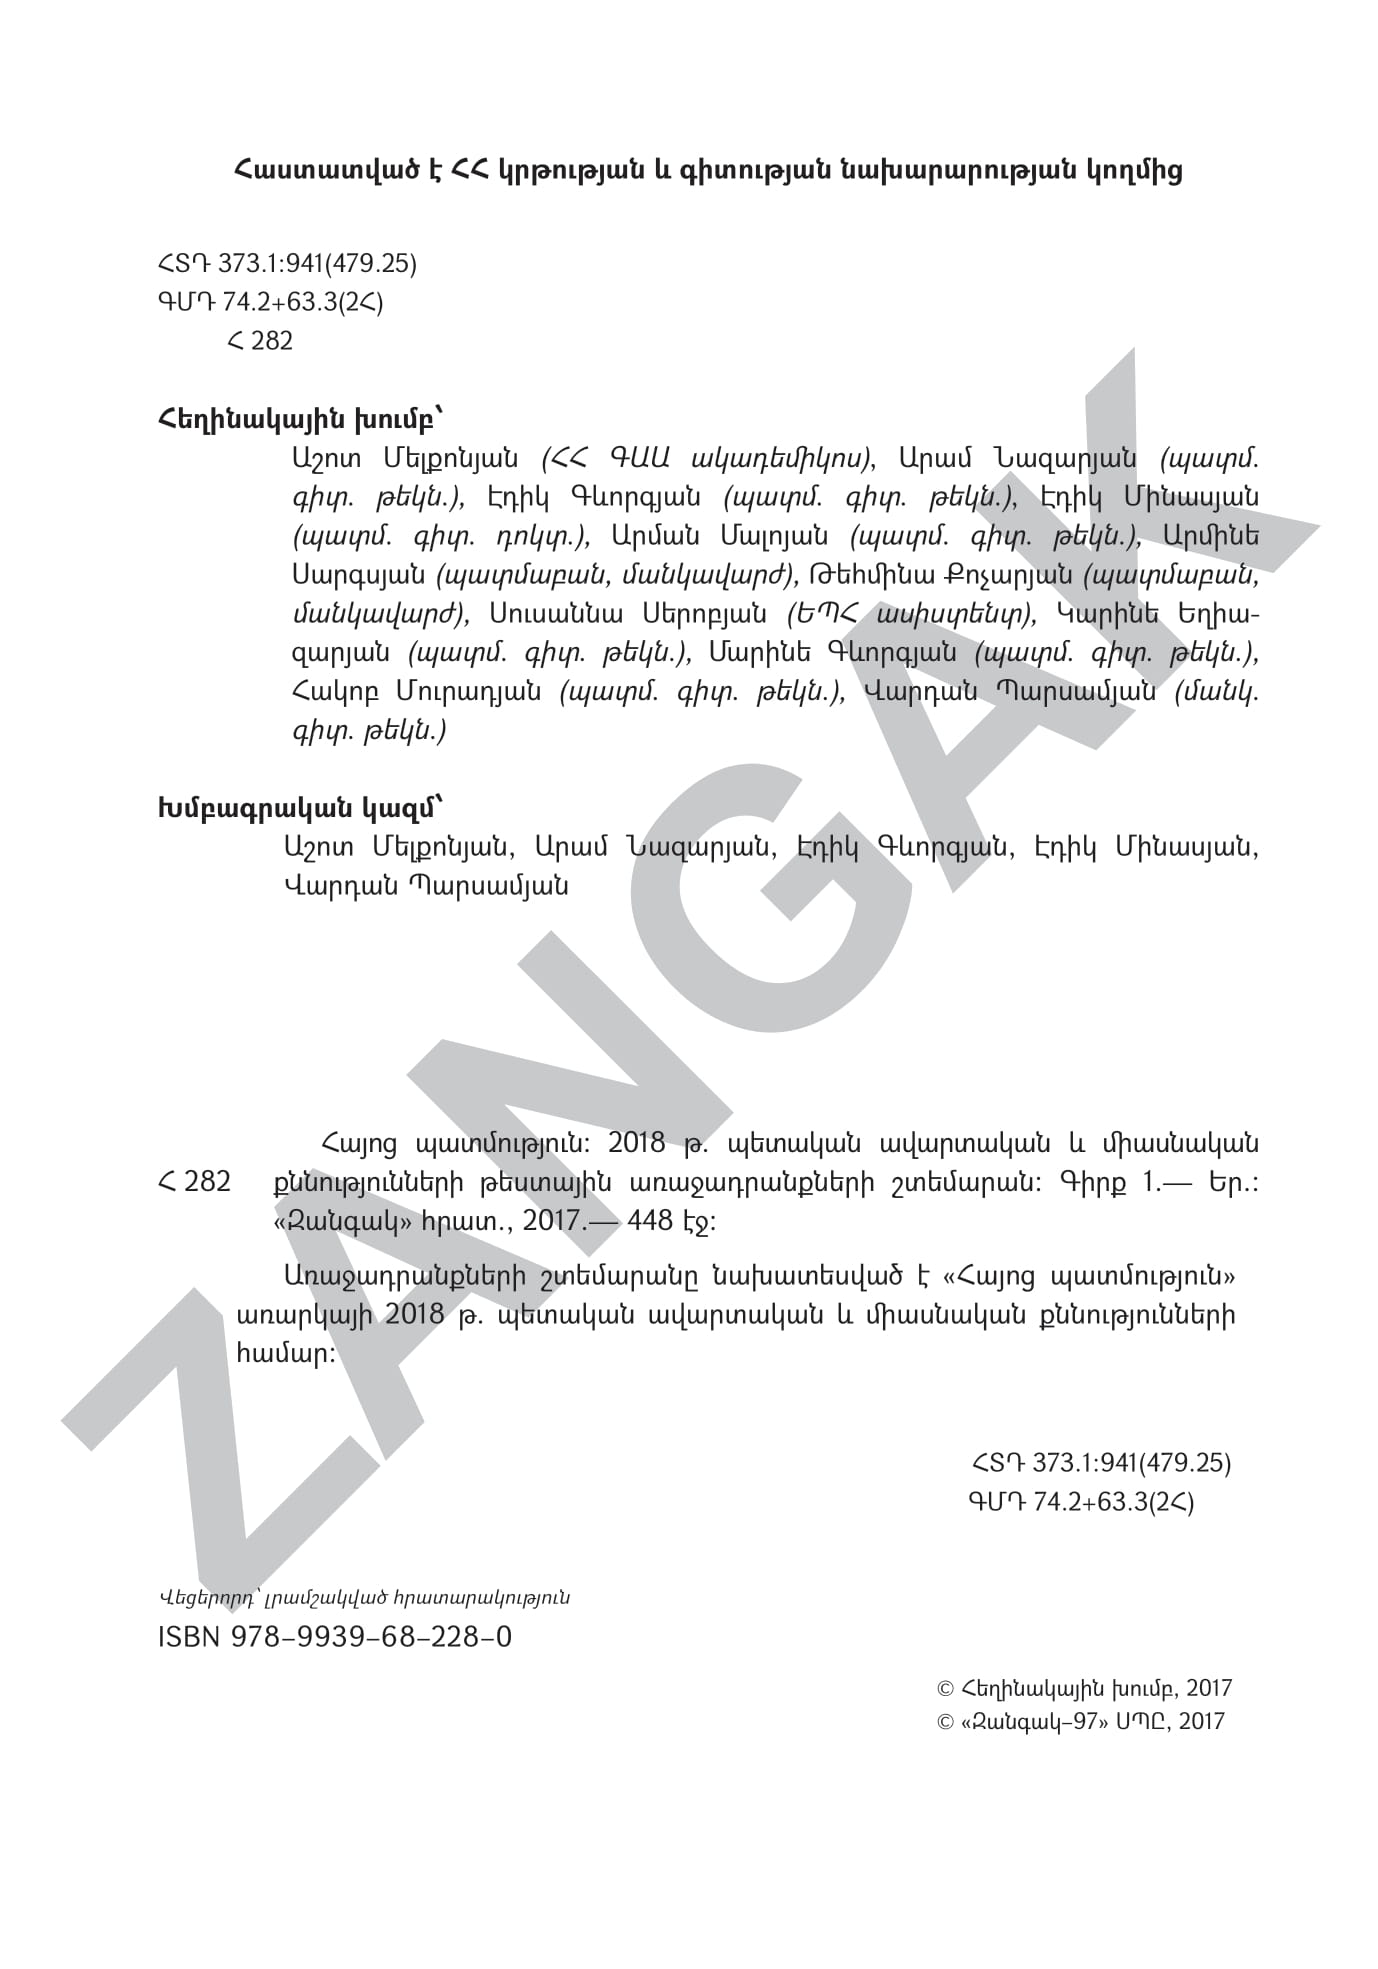 Հաստատված է ՀՀ կրթության և գիտության նախարարության կողմից
ՀՏԴ 373.1:941(479.25)
ԳՄԴ 74.2+63.3(2Հ)
Հ 282
Հեղինակային խումբ՝
Աշոտ Մելքոնյան (ՀՀ ԳԱԱ ակադեմիկոս), Արամ Նազարյան (պատմ.
գիտ. թեկն.), Էդիկ Գևորգյան (պատմ. գիտ. թեկն.), Էդիկ Մինասյան
(պատմ. գիտ. դոկտ.), Արման Մալոյան (պատմ. գիտ. թեկն.), Արմինե
Սարգսյան (պատմաբան, մանկավարժ), Թեհմինա Քոչարյան (պատմաբան,
մանկավարժ), Սուսաննա Սերոբյան (ԵՊՀ ասիստենտ), Կարինե Եղիա-
զարյան (պատմ. գիտ. թեկն.), Մարինե Գևորգյան (պատմ. գիտ. թեկն.),
Հակոբ Մուրադյան (պատմ. գիտ. թեկն.), Վարդան Պարսամյան (մանկ.
գիտ. թեկն.)
Խմբագրական կազմ՝
Աշոտ Մելքոնյան, Արամ Նազարյան, Էդիկ Գևորգյան, Էդիկ Մինասյան,
Վարդան Պարսամյան
Հայոց պատմություն: 2018 թ. պետական ավարտական և միասնական
Հ 282 քննությունների թեստային առաջադրանքների շտեմարան: Գիրք 1.— Եր.:
«Զանգակ» հրատ., 2017.— 448 էջ:
Առաջադրանքների շտեմարանը նախատեսված է «Հայոց պատմություն»
առարկայի 2018 թ. պետական ավարտական և միասնական քննությունների
համար:
ՀՏԴ 373.1:941(479.25)
ԳՄԴ 74.2+63.3(2Հ)
Վեցերորդ՝ լրամշակված հրատարակություն
ISBN 978–9939–68–228–0
© Հեղինակային խումբ, 2017
© «Զանգակ–97» ՍՊԸ, 2017
ZANGAK